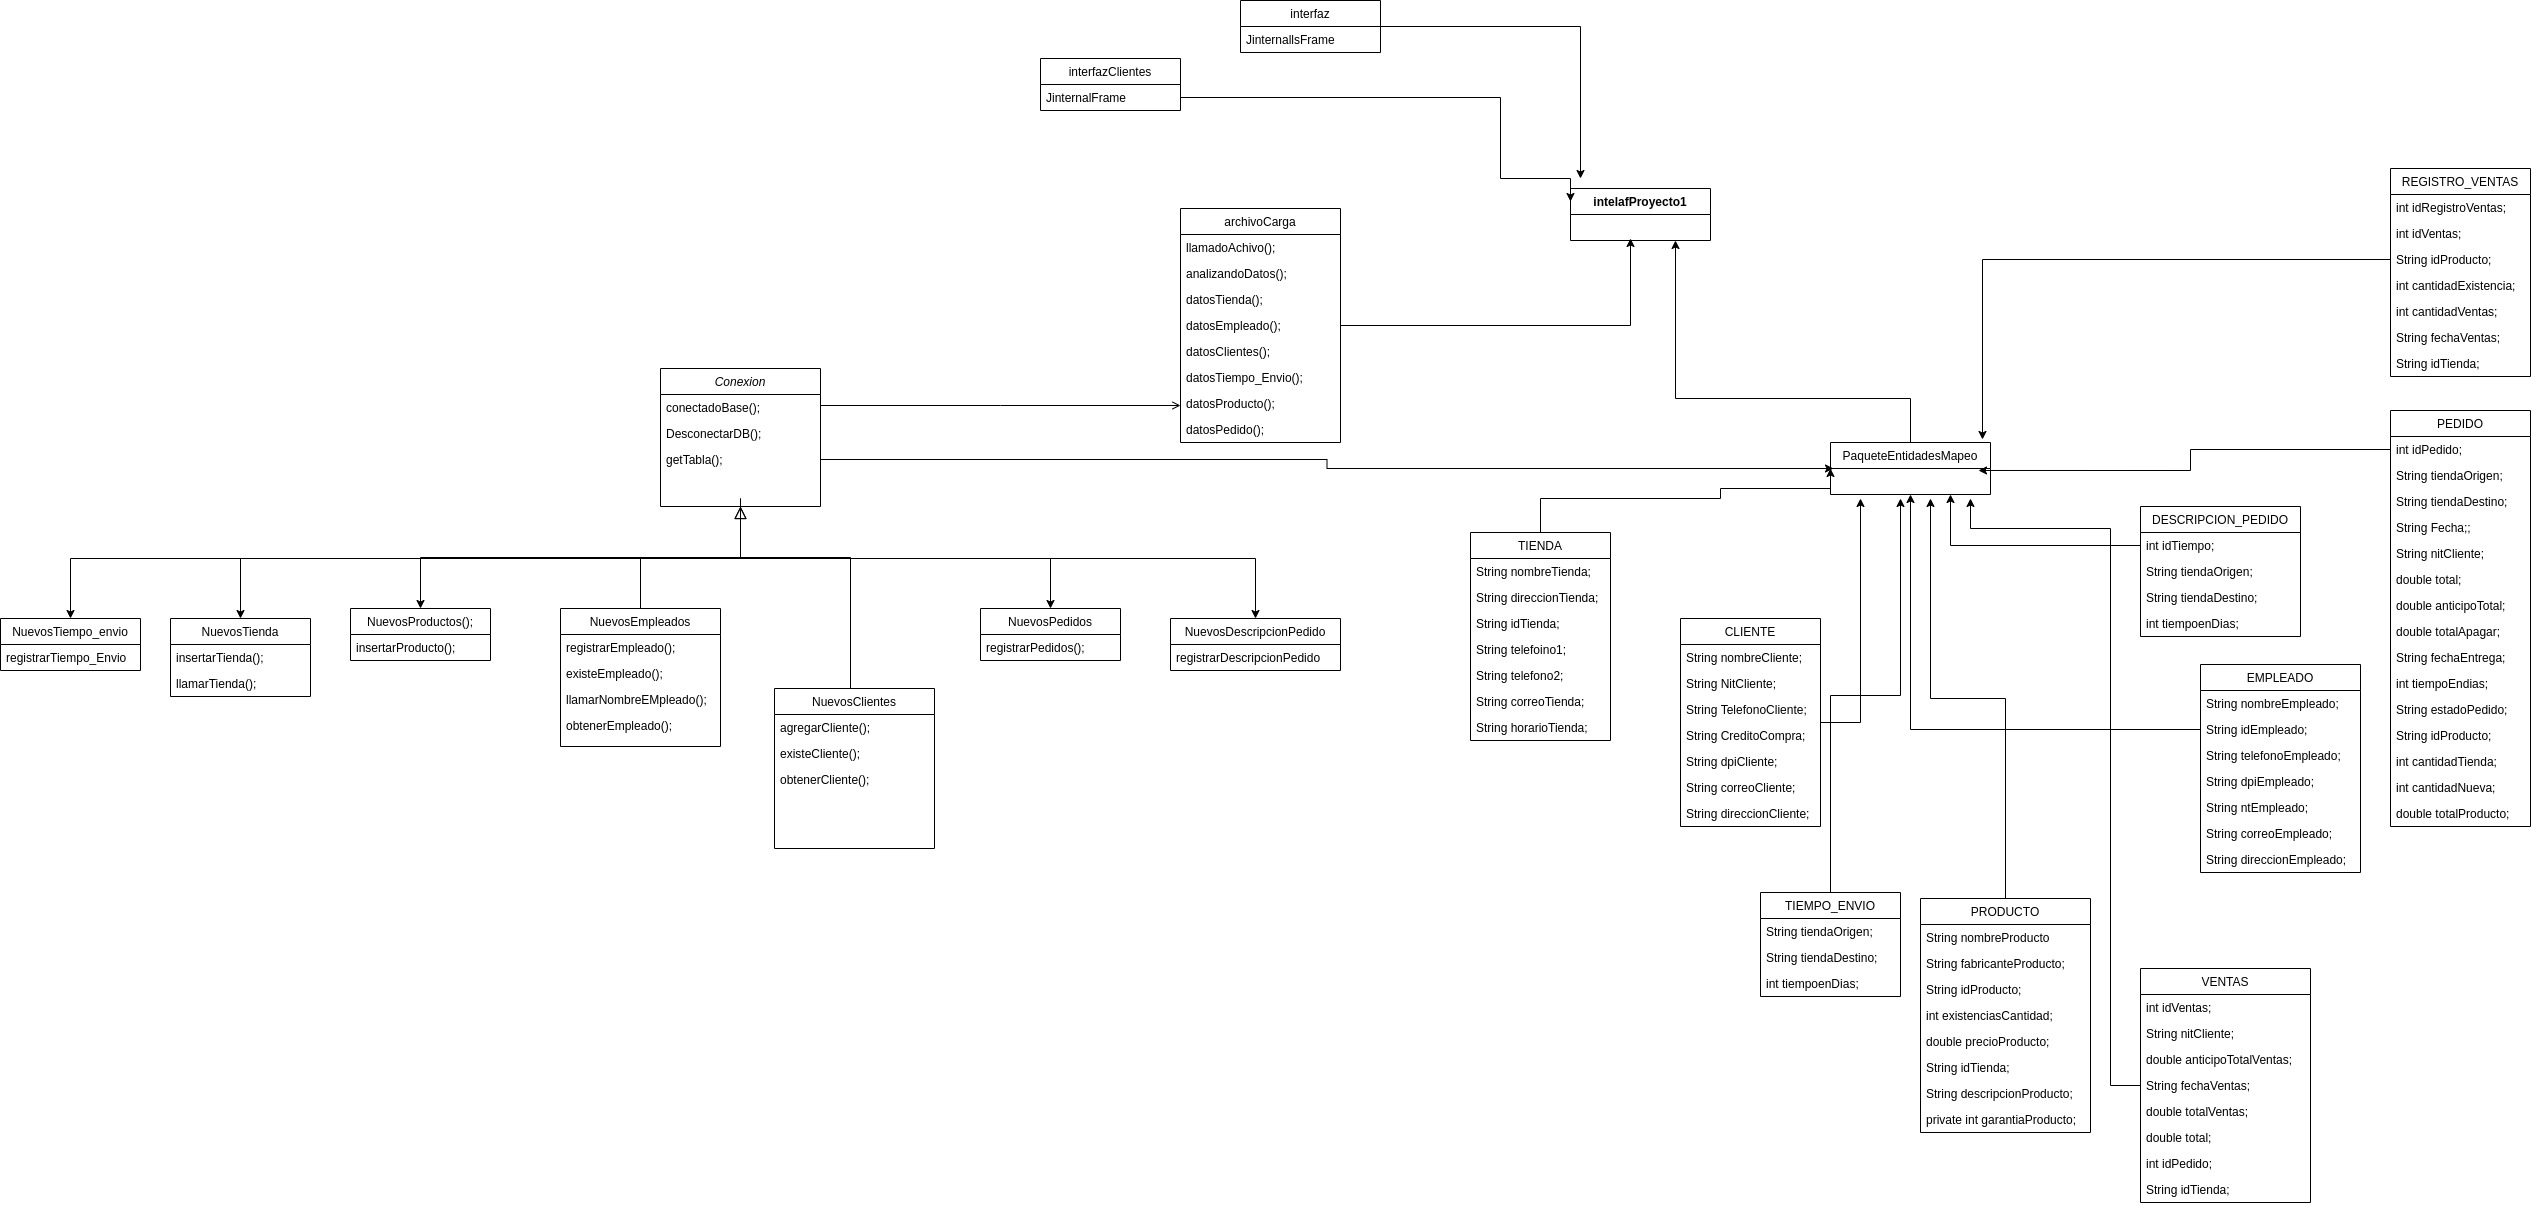 interfaz
JinternllsFrame
interfazClientes
JinternalFrame
intelafProyecto1
archivoCarga
llamadoAchivo();
analizandoDatos();
datosTienda();
datosEmpleado();
datosClientes();
datosTiempo_Envio();
datosProducto();
datosPedido();
Conexion
conectadoBase();
DesconectarDB();
getTabla();
PaqueteEntidadesMapeo
REGISTRO_VENTAS
int idRegistroVentas;
int idVentas;
String idProducto;
int cantidadExistencia;
int cantidadVentas;
String fechaVentas;
String idTienda;
PEDIDO
int idPedido;
String tiendaOrigen;
String tiendaDestino;
String Fecha;;
String nitCliente;
double total;
double anticipoTotal;
double totalApagar;
String fechaEntrega;
int tiempoEndias;
String estadoPedido;
String idProducto;
int cantidadTienda;
int cantidadNueva;
double totalProducto;
DESCRIPCION_PEDIDO
int idTiempo;
String tiendaOrigen;
String tiendaDestino;
int tiempoenDias;
TIENDA
String nombreTienda;
String direccionTienda;
String idTienda;
String telefoino1;
String telefono2;
String correoTienda;
String horarioTienda;
NuevosTiempo_envio
registrarTiempo_Envio
NuevosTienda
insertarTienda();
llamarTienda();
NuevosProductos();
insertarProducto();
NuevosEmpleados
registrarEmpleado();
existeEmpleado();
llamarNombreEMpleado();
obtenerEmpleado();
NuevosClientes
agregarCliente();
existeCliente();
obtenerCliente();
NuevosPedidos
registrarPedidos();
NuevosDescripcionPedido
registrarDescripcionPedido
CLIENTE
String nombreCliente;
String NitCliente;
String TelefonoCliente;
String CreditoCompra;
String dpiCliente;
String correoCliente;
String direccionCliente;
EMPLEADO
String nombreEmpleado;
String idEmpleado;
String telefonoEmpleado;
String dpiEmpleado;
String ntEmpleado;
String correoEmpleado;
String direccionEmpleado;
TIEMPO_ENVIO
String tiendaOrigen;
String tiendaDestino;
int tiempoenDias;
PRODUCTO
String nombreProducto
String fabricanteProducto;
String idProducto;
int existenciasCantidad;
double precioProducto;
String idTienda;
String descripcionProducto;
private int garantiaProducto;
VENTAS
int idVentas;
String nitCliente;
double anticipoTotalVentas;
String fechaVentas;
double totalVentas;
double total;
int idPedido;
String idTienda;